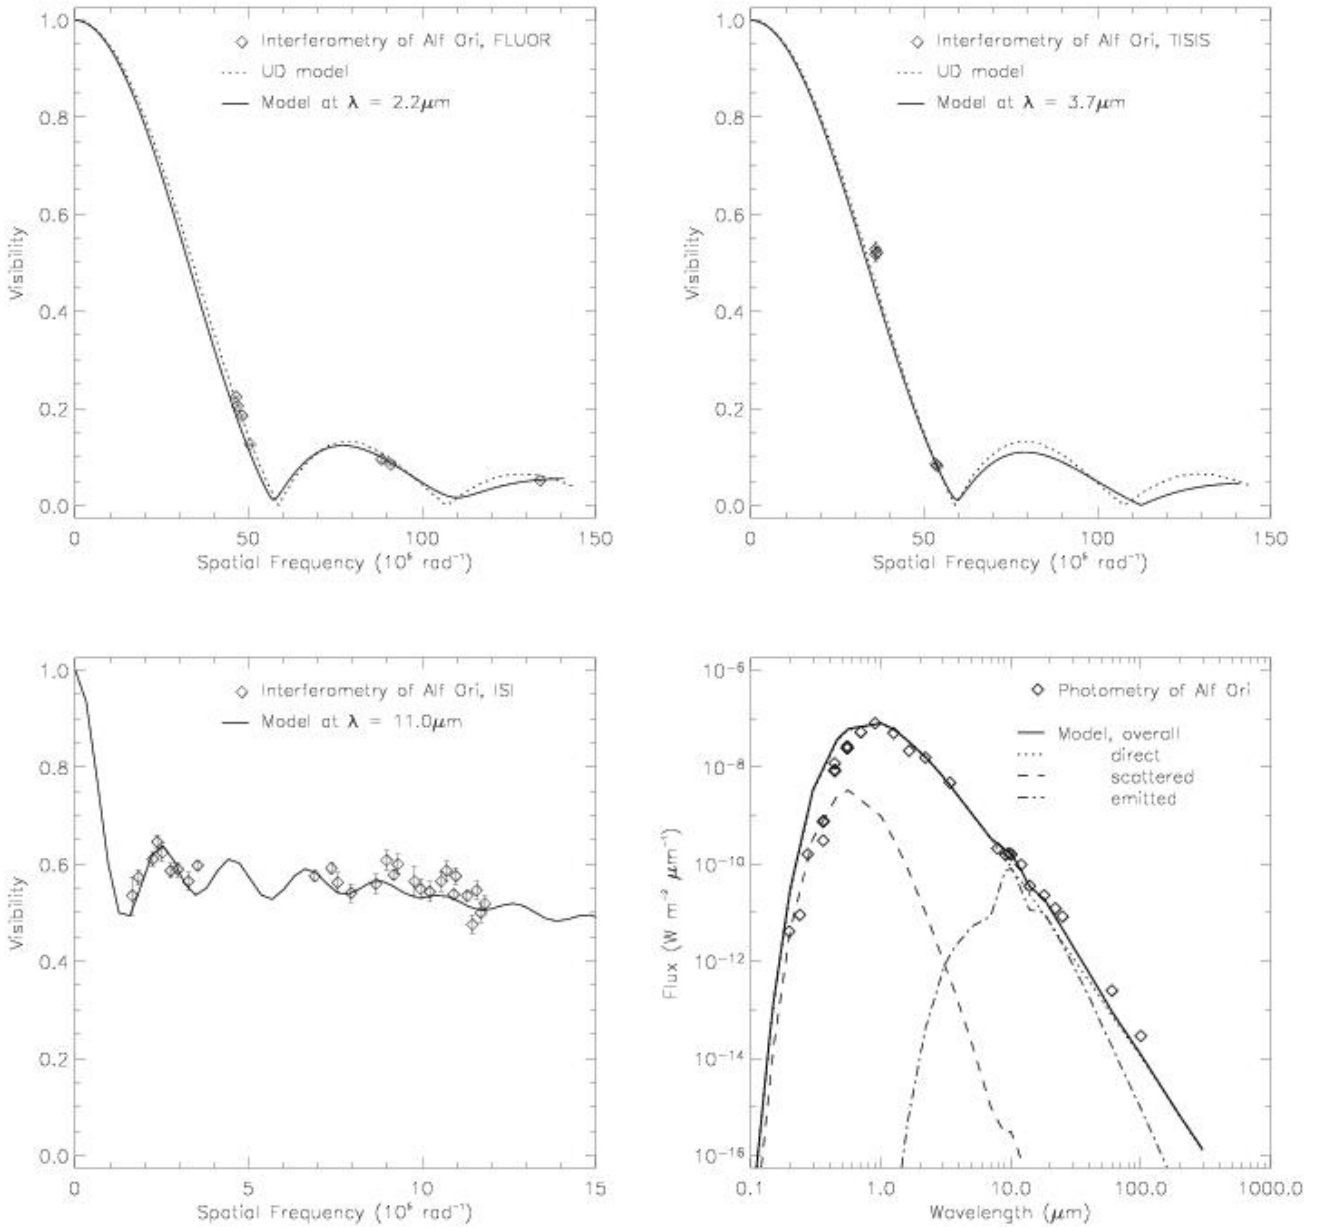 Interferometry of Alf Ori, FLUOR
UD model
Model at λ = 2.2μm
1.0
0.8
0.6
0.4
0.2
0.0
Visibility
0 50 100 150
Spatial Frequency (10⁵ rad⁻¹)
Interferometry of Alf Ori, TISIS
UD model
Model at λ = 3.7μm
1.0
0.8
0.6
0.4
0.2
0.0
Visibility
0 50 100 150
Spatial Frequency (10⁵ rad⁻¹)
Interferometry of Alf Ori, ISI
Model at λ = 11.0μm
1.0
0.8
0.6
0.4
0.2
0.0
Visibility
0 5 10 15
Spatial Frequency (10⁵ rad⁻¹)
Photometry of Alf Ori
Model, overall
direct
scattered
emitted
10⁻⁶
10⁻⁸
10⁻¹⁰
10⁻¹²
10⁻¹⁴
10⁻¹⁶
Flux (W m⁻² μm⁻¹)
0.1 1.0 10.0 100.0 1000.0
Wavelength (μm)